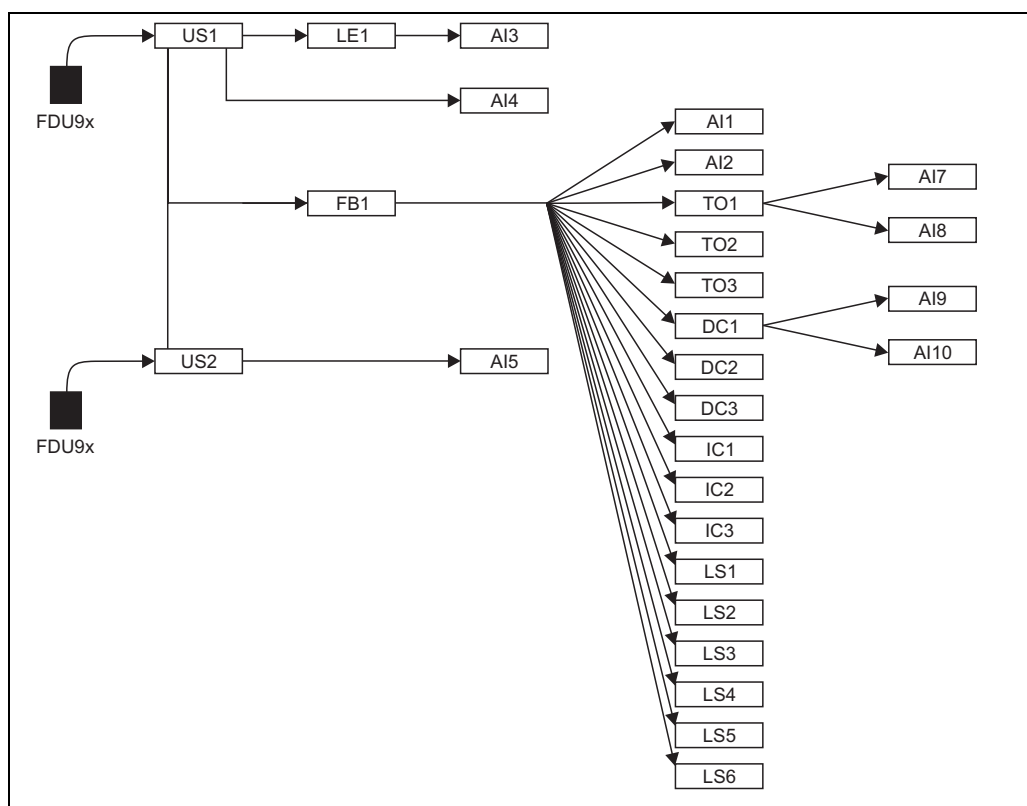 US1
LE1
AI3
FDU9x
AI4
AI1
AI2
AI7
FB1
TO1
AI8
TO2
TO3
AI9
DC1
US2
AI5
AI10
DC2
DC3
FDU9x
IC1
IC2
IC3
LS1
LS2
LS3
LS4
LS5
LS6